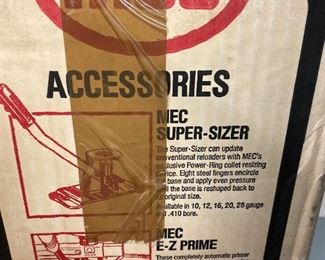 ACCESSORIES
MEC
SUPER-SIZER
The Super-Sizer can update
conventional reloaders with MEC's
exclusive Power-Ring collet resizing
device. Eight steel fingers encircle
the base and apply even pressure
until the base is reshaped back to
its original size.
Available in 10, 12, 16, 20, 28 gauge
and .410 bore.
MEC
E-Z PRIME
These completely automatic primer